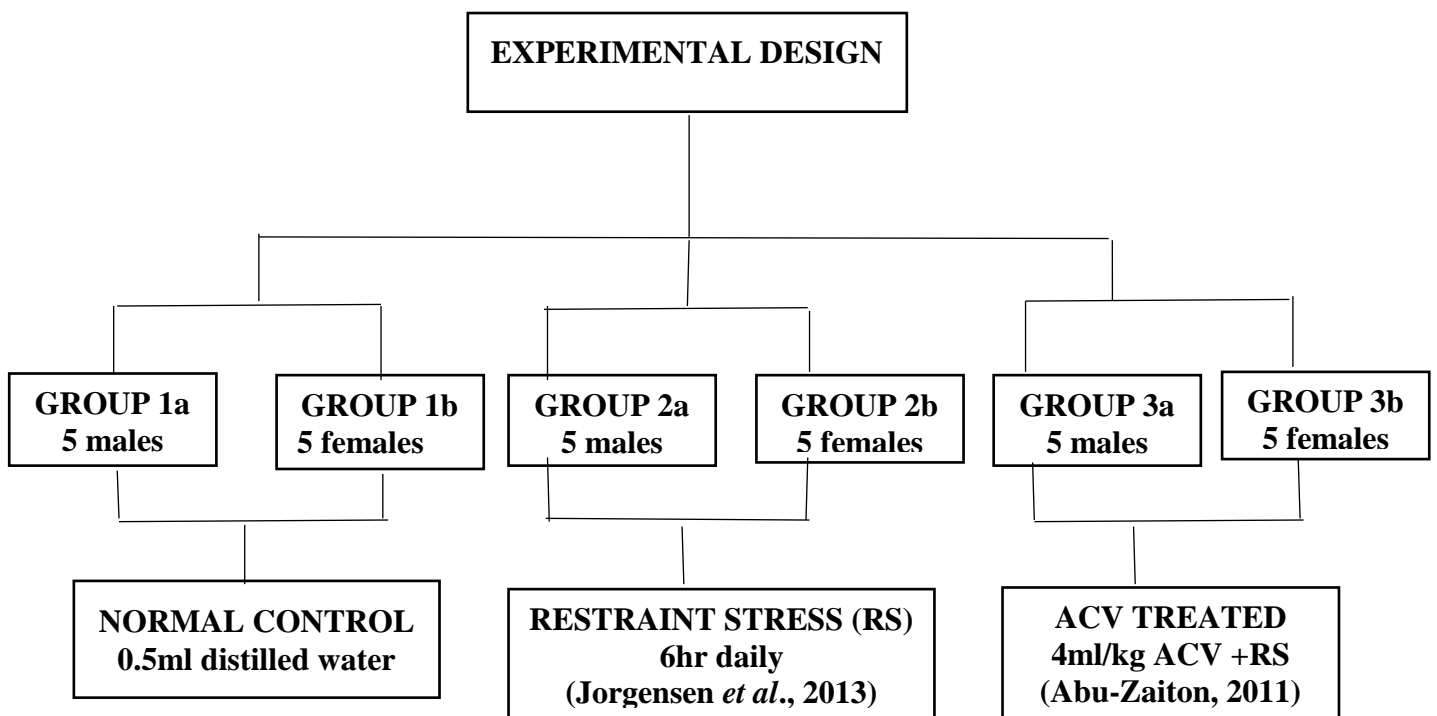 EXPERIMENTAL DESIGN
GROUP 1a
5 males
GROUP 1b
5 females
GROUP 2a
5 males
GROUP 2b
5 females
GROUP 3a
5 males
GROUP 3b
5 females
NORMAL CONTROL
0.5ml distilled water
RESTRAINT STRESS (RS)
6hr daily
(Jorgensen et al., 2013)
ACV TREATED
4ml/kg ACV +RS
(Abu-Zaiton, 2011)